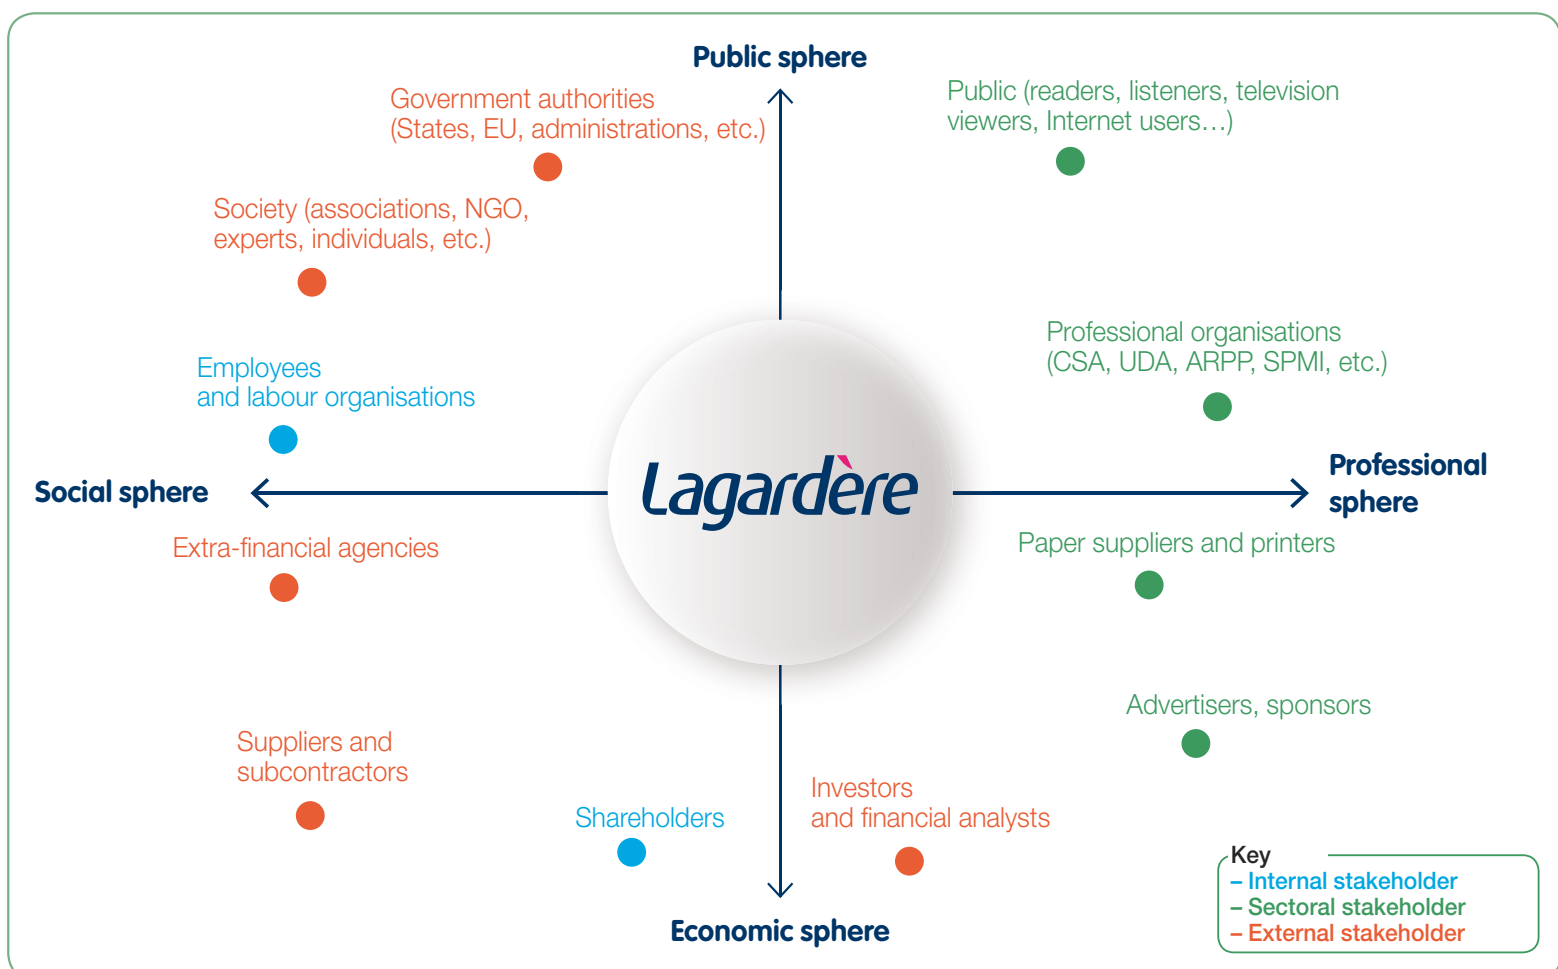 Public sphere
Government authorities
(States, EU, administrations, etc.)
Public (readers, listeners, television
viewers, Internet users…)
Society (associations, NGO,
experts, individuals, etc.)
Professional organisations
(CSA, UDA, ARPP, SPMI, etc.)
Employees
and labour organisations
Social sphere
Lagardère
Professional
sphere
Extra-financial agencies
Paper suppliers and printers
Advertisers, sponsors
Suppliers and
subcontractors
Shareholders
Investors
and financial analysts
Economic sphere
Key
– Internal stakeholder
– Sectoral stakeholder
– External stakeholder